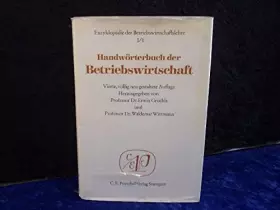 Enzyklopädie der Betriebswirtschaftslehre
I/1
Handwörterbuch der
Betriebswirtschaft
Vierte, völlig neu gestaltete Auflage
Herausgegeben von
Professor Dr. Erwin Grochla
und
Professor Dr. Waldemar Wittmann
C. E. Poeschel Verlag Stuttgart